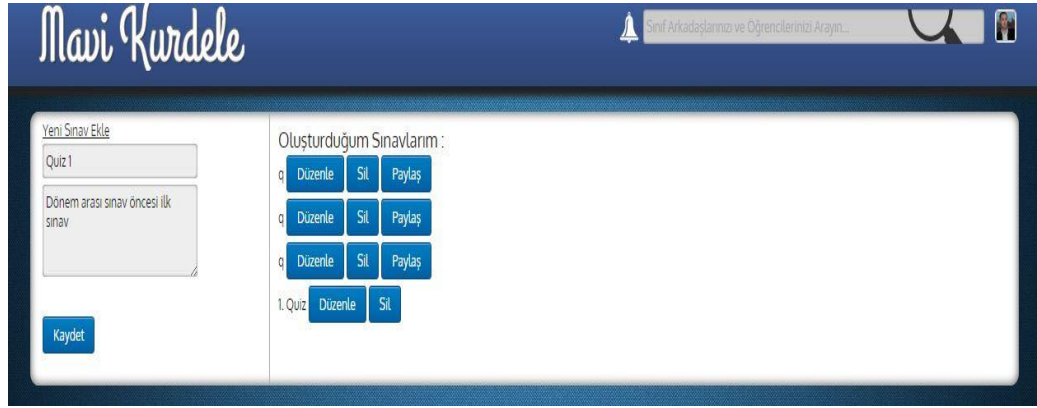 Mavi Kurdele
Sınıf Arkadaşlarınızı ve Öğrencilerinizi Arayın...
Yeni Sınav Ekle
Quiz 1
Dönem arası sınav öncesi ilk
sınav
Kaydet
Oluşturduğum Sınavlarım :
q Düzenle Sil Paylaş
q Düzenle Sil Paylaş
q Düzenle Sil Paylaş
1. Quiz Düzenle Sil